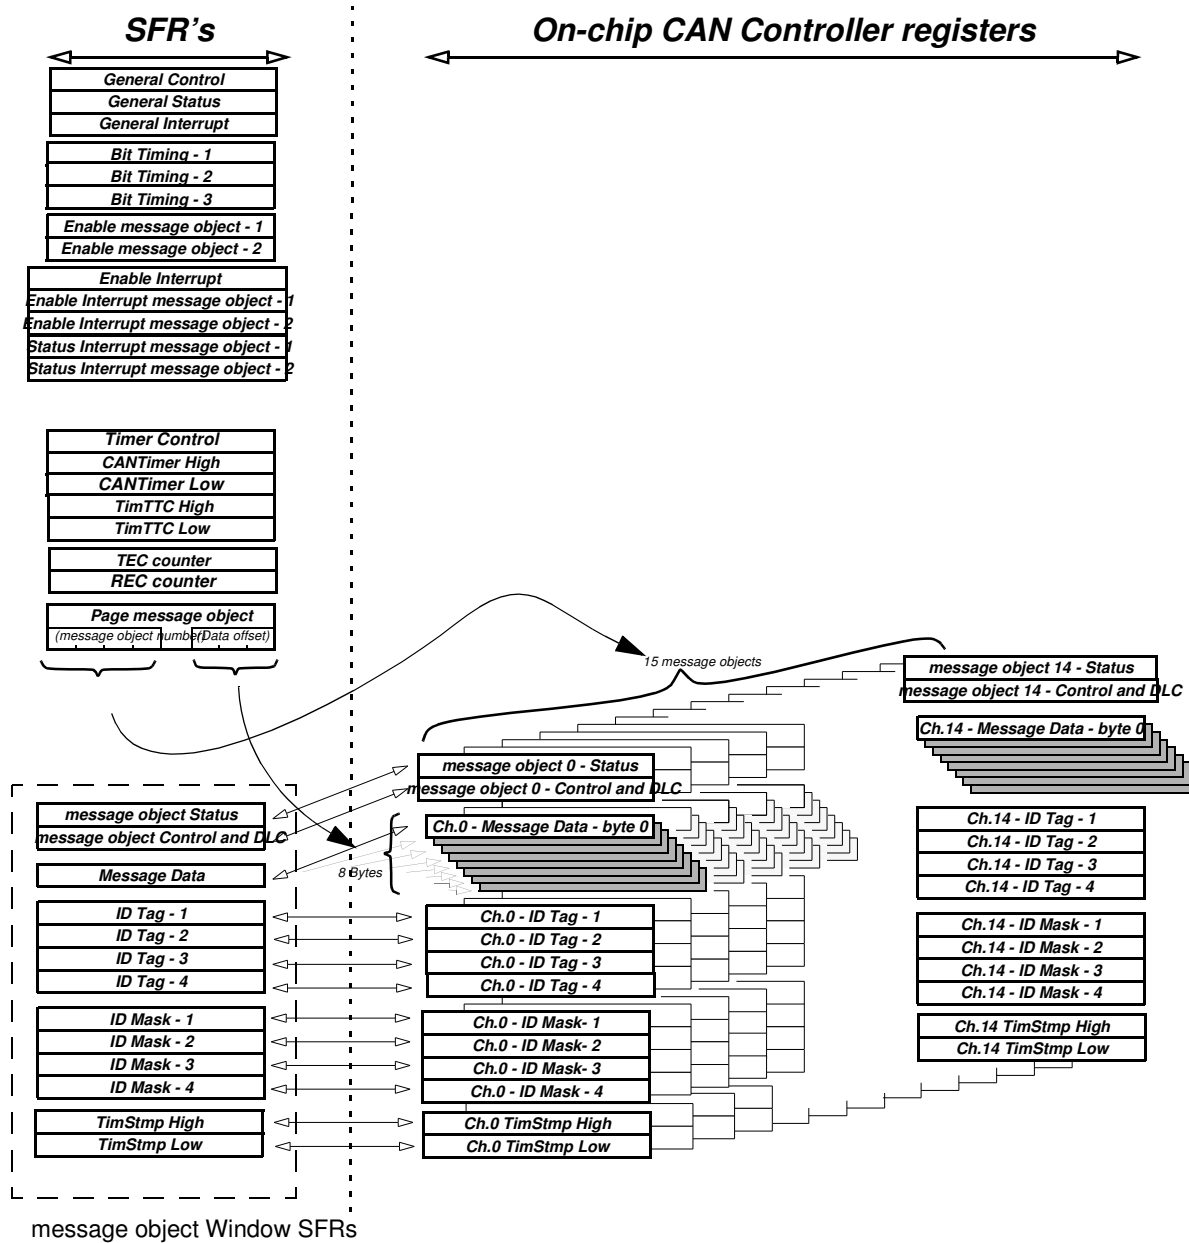 SFR's
On-chip CAN Controller registers
General Control
General Status
General Interrupt
Bit Timing - 1
Bit Timing - 2
Bit Timing - 3
Enable message object - 1
Enable message object - 2
Enable Interrupt
Enable Interrupt message object - 1
Enable Interrupt message object - 2
Status Interrupt message object - 1
Status Interrupt message object - 2
Timer Control
CANTimer High
CANTimer Low
TimTTC High
TimTTC Low
TEC counter
REC counter
Page message object
(message object number)
(Data offset)
15 message objects
message object 14 - Status
message object 14 - Control and DLC
Ch.14 - Message Data - byte 0
Ch.14 - ID Tag - 1
Ch.14 - ID Tag - 2
Ch.14 - ID Tag - 3
Ch.14 - ID Tag - 4
Ch.14 - ID Mask - 1
Ch.14 - ID Mask - 2
Ch.14 - ID Mask - 3
Ch.14 - ID Mask - 4
Ch.14 TimStmp High
Ch.14 TimStmp Low
message object 0 - Status
message object 0 - Control and DLC
Ch.0 - Message Data - byte 0
8 Bytes
Ch.0 - ID Tag - 1
Ch.0 - ID Tag - 2
Ch.0 - ID Tag - 3
Ch.0 - ID Tag - 4
Ch.0 - ID Mask- 1
Ch.0 - ID Mask- 2
Ch.0 - ID Mask- 3
Ch.0 - ID Mask - 4
Ch.0 TimStmp High
Ch.0 TimStmp Low
message object Status
message object Control and DLC
Message Data
ID Tag - 1
ID Tag - 2
ID Tag - 3
ID Tag - 4
ID Mask - 1
ID Mask - 2
ID Mask - 3
ID Mask - 4
TimStmp High
TimStmp Low
message object Window SFRs